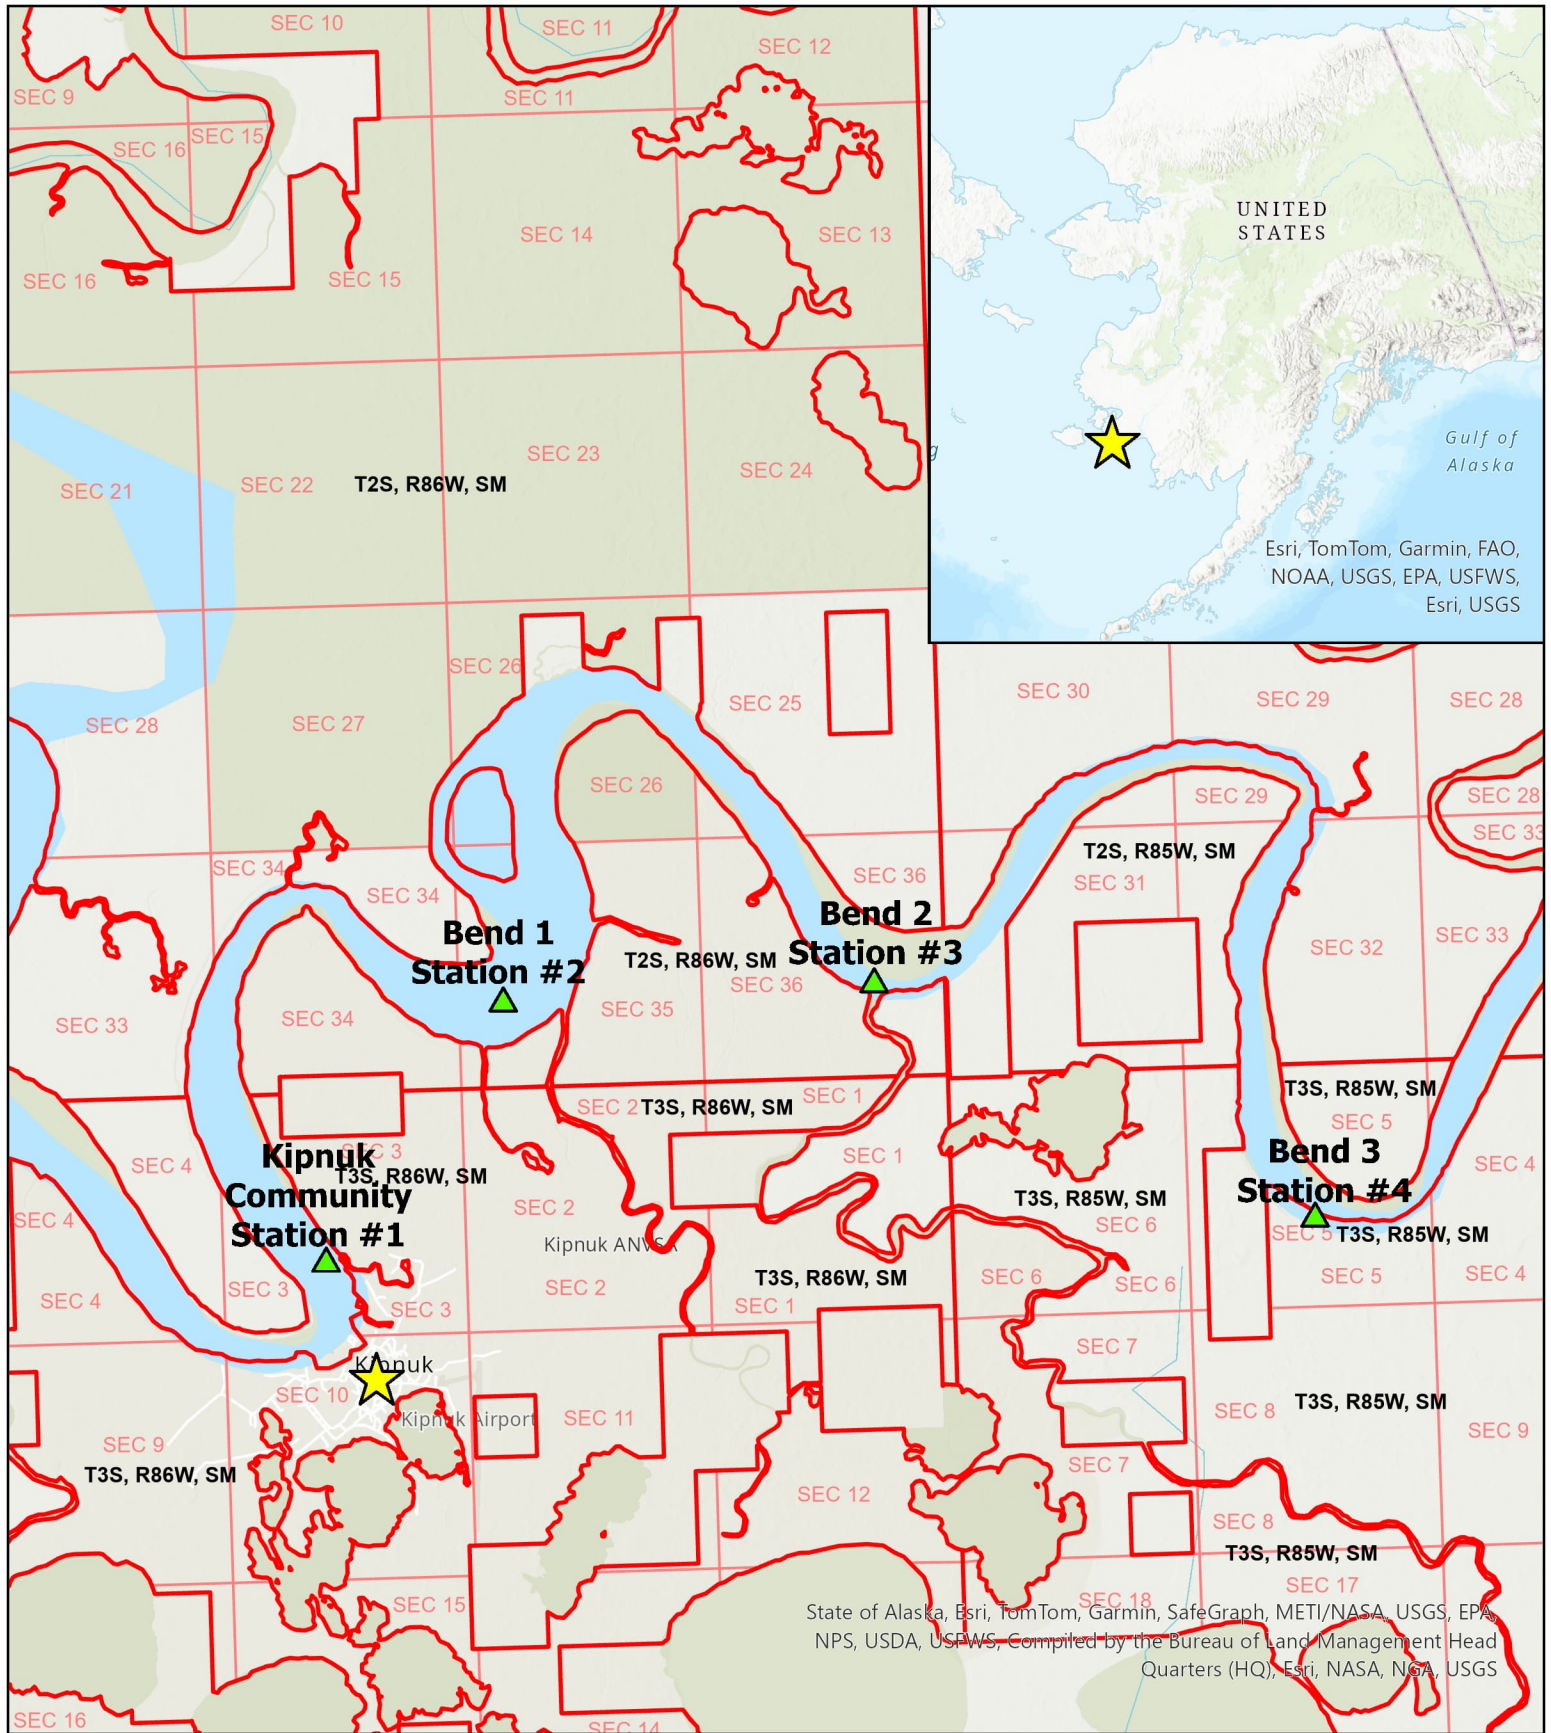 SEC 10
SEC 11
SEC 12
SEC 9
SEC 11
SEC 15
SEC 16
SEC 14
SEC 13
SEC 16
SEC 15
UNITED
STATES
Gulf of
Alaska
Esri, TomTom, Garmin, FAO,
NOAA, USGS, EPA, USFWS,
Esri, USGS
SEC 23
SEC 24
SEC 21
SEC 22
T2S, R86W, SM
SEC 26
SEC 25
SEC 30
SEC 29
SEC 28
SEC 28
SEC 27
SEC 26
SEC 29
SEC 28
SEC 33
T2S, R85W, SM
SEC 34
SEC 34
SEC 36
SEC 31
Bend 1
Station #2
Bend 2
Station #3
T2S, R86W, SM
SEC 36
SEC 32
SEC 33
SEC 33
SEC 34
SEC 35
T3S, R85W, SM
SEC 2
T3S, R86W, SM
SEC 1
SEC 5
Bend 3
Station #4
SEC 4
SEC 3
T3S, R86W, SM
Kipnuk
Community
Station #1
SEC 1
SEC 4
SEC 4
SEC 2
T3S, R85W, SM
SEC 6
SEC 5
T3S, R85W, SM
Kipnuk ANVSA
SEC 4
SEC 3
SEC 3
SEC 2
T3S, R86W, SM
SEC 1
SEC 6
SEC 6
SEC 5
SEC 4
SEC 7
Kipnuk
SEC 10
Kipnuk Airport
SEC 11
SEC 8
T3S, R85W, SM
SEC 9
SEC 9
T3S, R86W, SM
SEC 7
SEC 12
SEC 8
T3S, R85W, SM
SEC 17
SEC 18
SEC 15
State of Alaska, Esri, TomTom, Garmin, SafeGraph, METI/NASA, USGS, EPA,
NPS, USDA, USFWS, Compiled by the Bureau of Land Management Head
Quarters (HQ), Esri, NASA, NGA, USGS
SEC 16
SEC 14